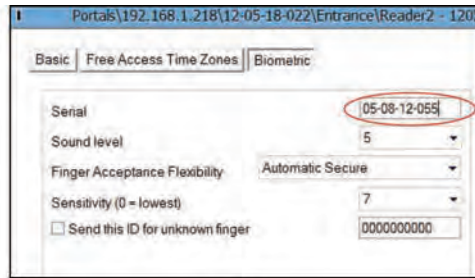 Portals\192.168.1.218\12-05-18-022\Entrance\Reader2 - 120
Basic Free Access Time Zones Biometric
Serial 05-08-12-055
Sound level 5
Finger Acceptance Flexibility Automatic Secure
Sensitivity (0 = lowest) 7
Send this ID for unknown finger 0000000000